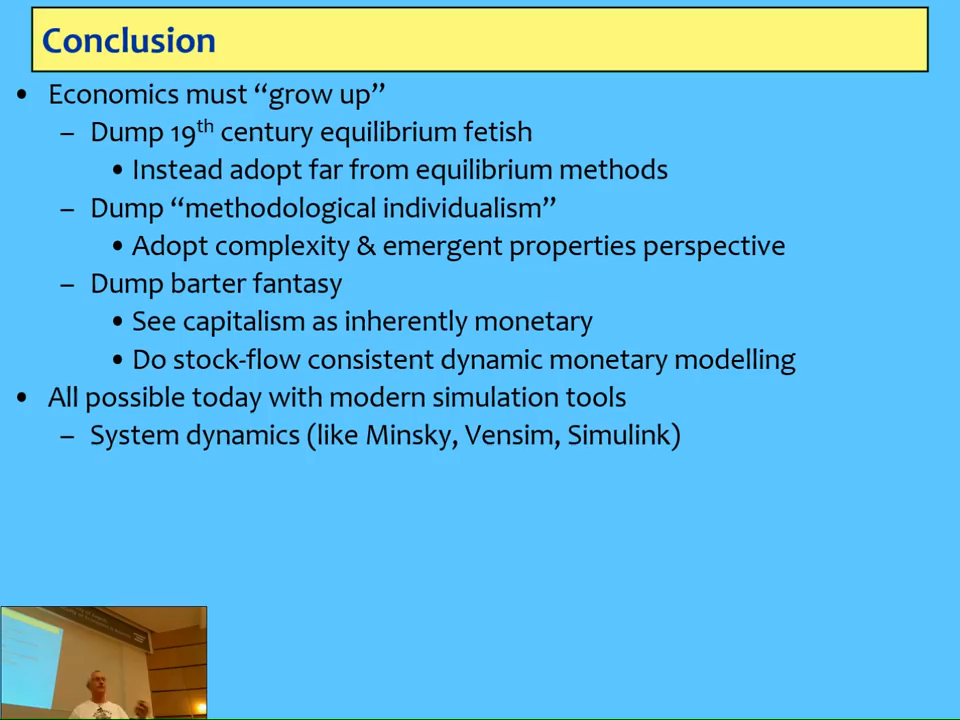 Conclusion
• Economics must “grow up”
– Dump 19th century equilibrium fetish
• Instead adopt far from equilibrium methods
– Dump “methodological individualism”
• Adopt complexity & emergent properties perspective
– Dump barter fantasy
• See capitalism as inherently monetary
• Do stock-flow consistent dynamic monetary modelling
• All possible today with modern simulation tools
– System dynamics (like Minsky, Vensim, Simulink)